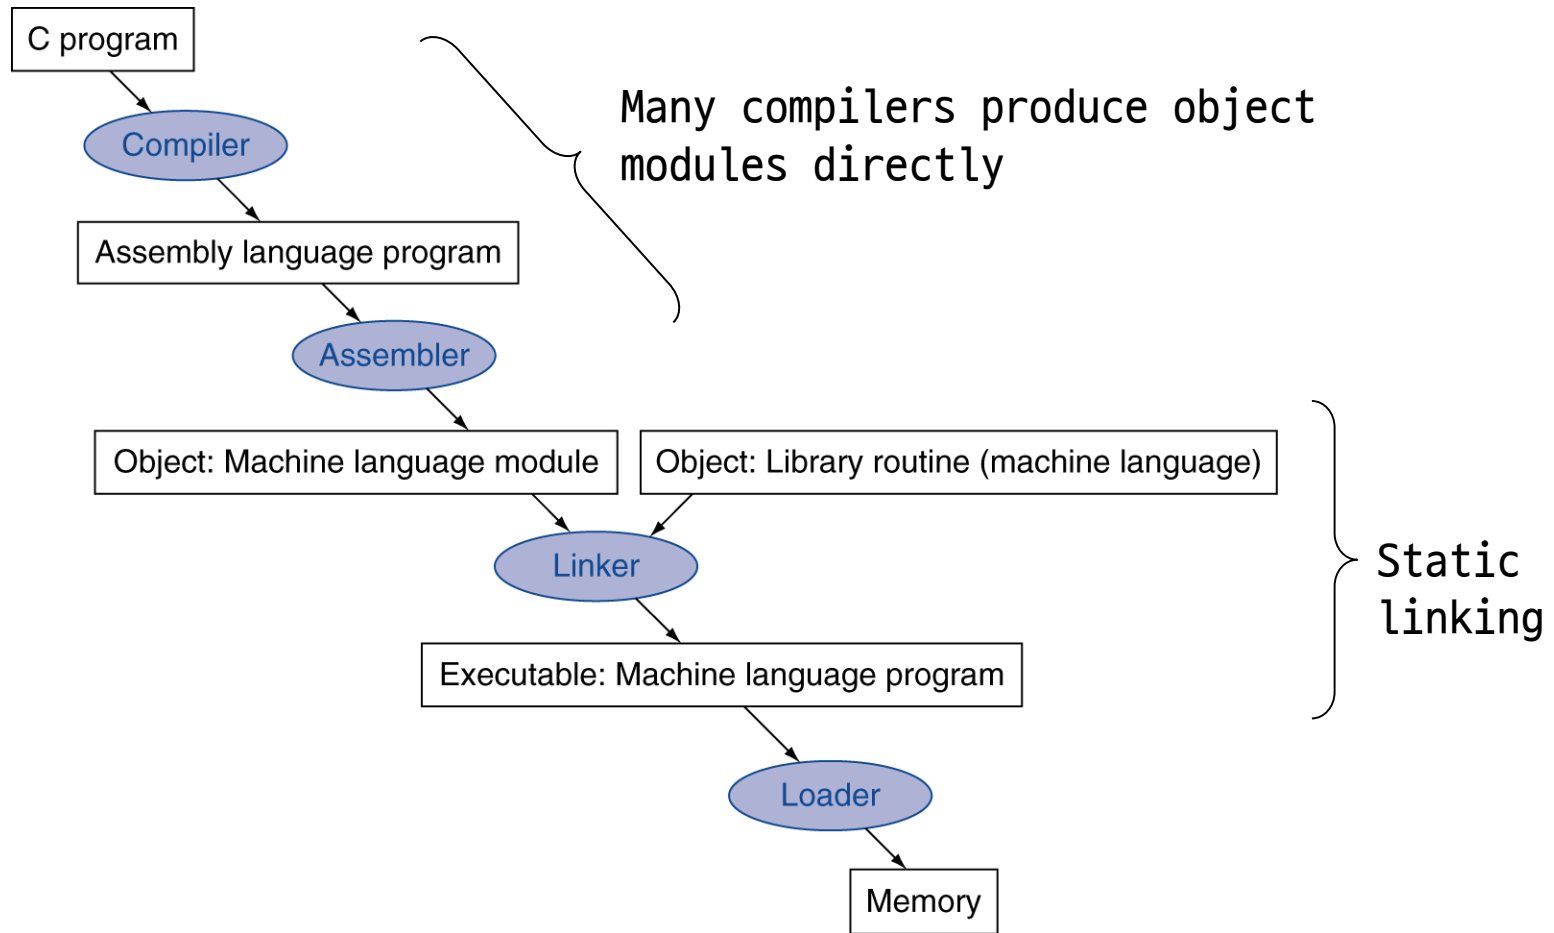 C program
Many compilers produce object
modules directly
Compiler
Assembly language program
Assembler
Object: Machine language module
Object: Library routine (machine language)
Linker
Static
linking
Executable: Machine language program
Loader
Memory